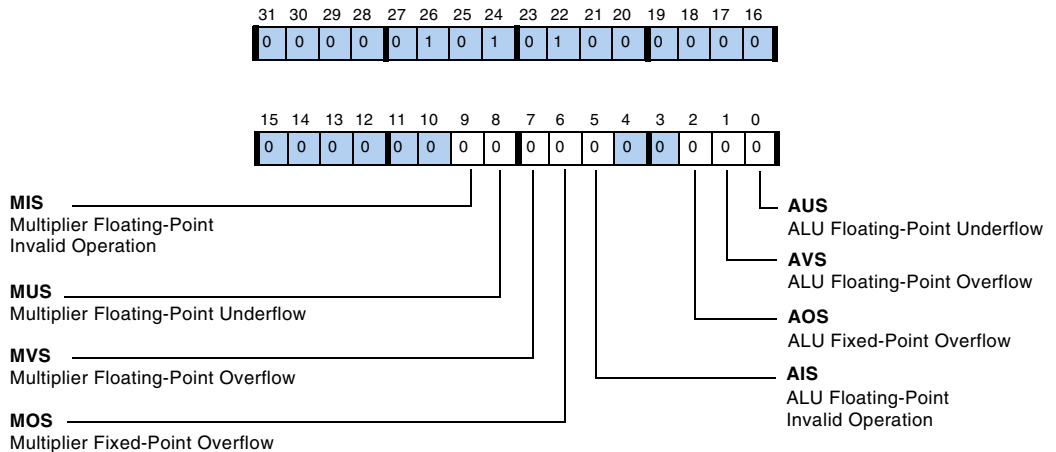 31 30 29 28 27 26 25 24 23 22 21 20 19 18 17 16
0 0 0 0 0 1 0 1 0 1 0 0 0 0 0 0
15 14 13 12 11 10 9 8 7 6 5 4 3 2 1 0
0 0 0 0 0 0 0 0 0 0 0 0 0 0 0 0
MIS
Multiplier Floating-Point
Invalid Operation
MUS
Multiplier Floating-Point Underflow
MVS
Multiplier Floating-Point Overflow
MOS
Multiplier Fixed-Point Overflow
AUS
ALU Floating-Point Underflow
AVS
ALU Floating-Point Overflow
AOS
ALU Fixed-Point Overflow
AIS
ALU Floating-Point
Invalid Operation